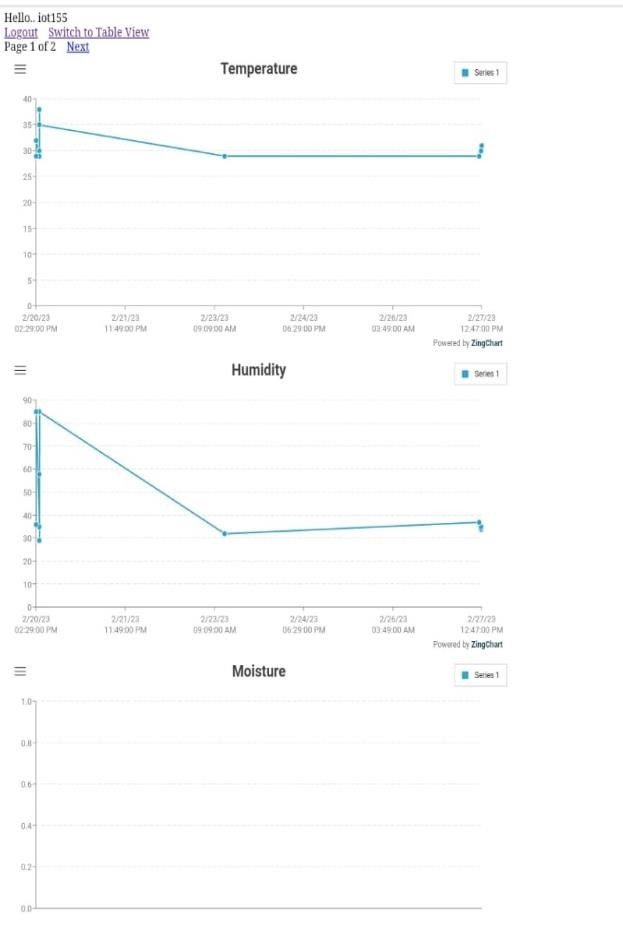 Hello.. iot155
Logout Switch to Table View
Page 1 of 2 Next
Temperature
Series 1
40
35
30
25
20
15
10
5
0
2/20/23 2/21/23 2/23/23 2/24/23 2/26/23 2/27/23
02:29:00 PM 11:49:00 PM 09:09:00 AM 06:29:00 PM 03:49:00 AM 12:47:00 PM
Powered by ZingChart
Humidity
Series 1
90
80
70
60
50
40
30
20
10
0
2/20/23 2/21/23 2/23/23 2/24/23 2/26/23 2/27/23
02:29:00 PM 11:49:00 PM 09:09:00 AM 06:29:00 PM 03:49:00 AM 12:47:00 PM
Powered by ZingChart
Moisture
Series 1
1.0
0.8
0.6
0.4
0.2
0.0